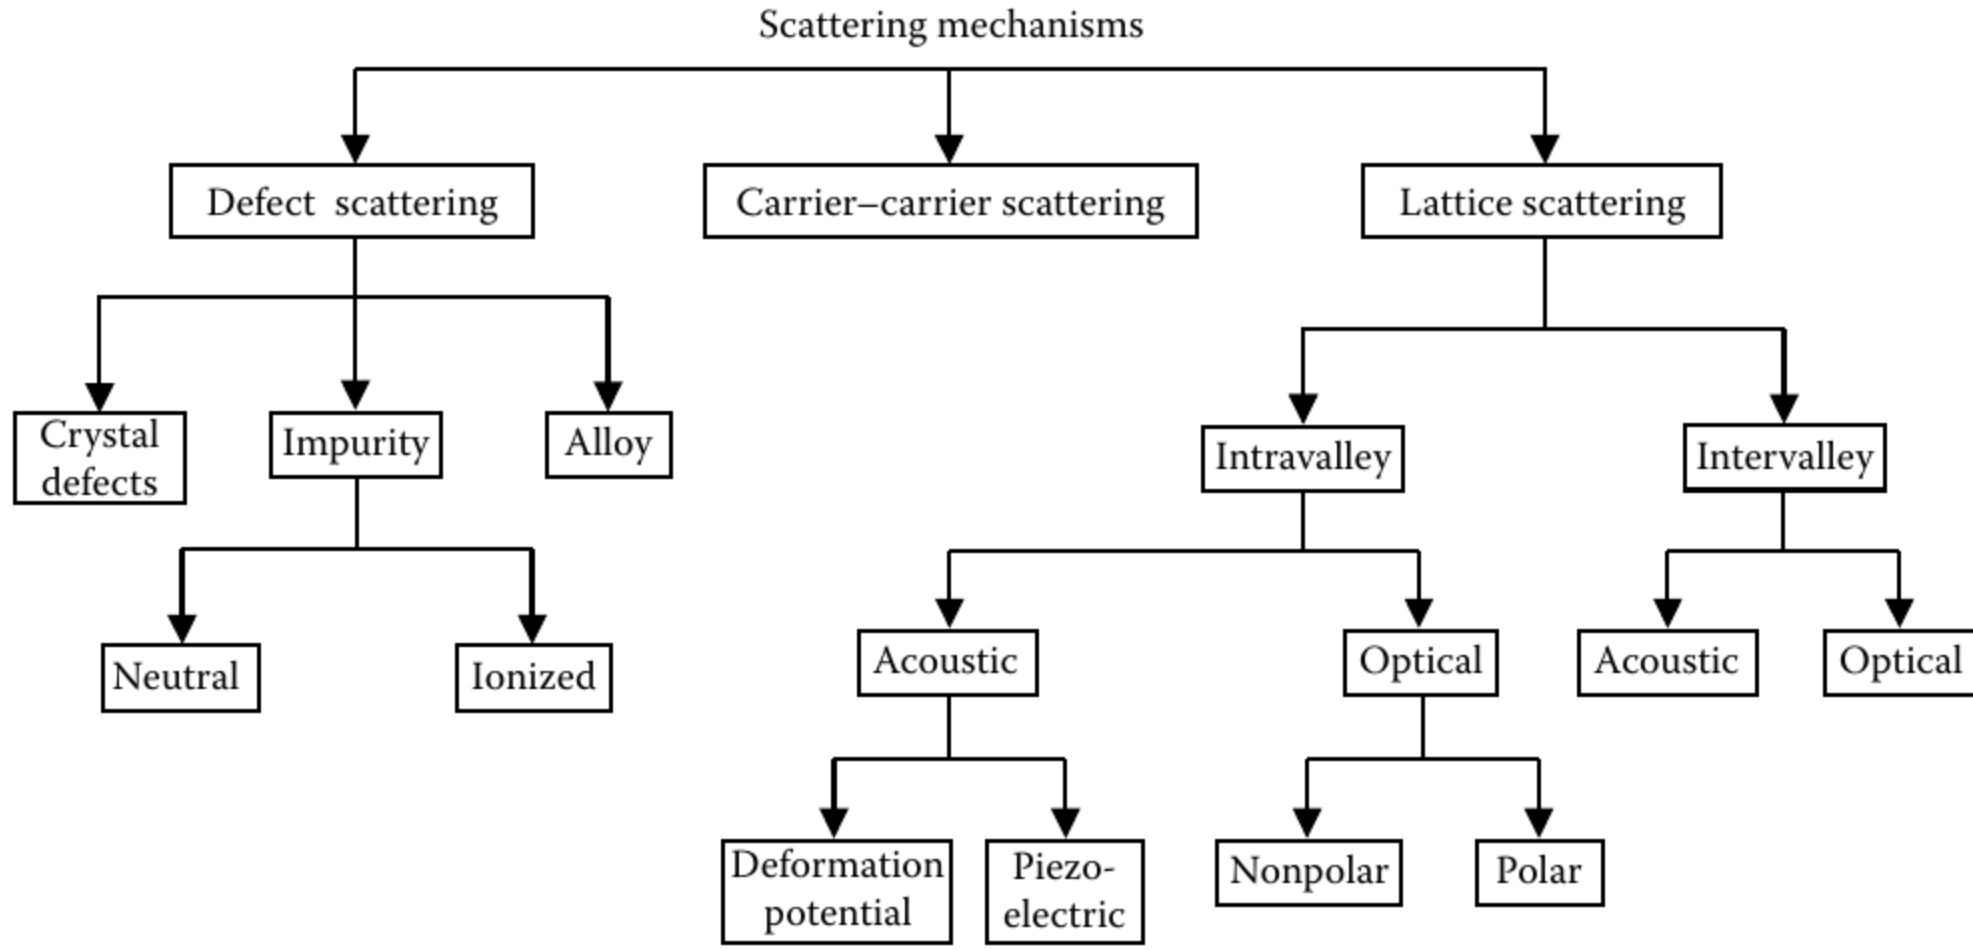 Scattering mechanisms
Defect scattering
Carrier–carrier scattering
Lattice scattering
Crystal
defects
Impurity
Alloy
Intravalley
Intervalley
Neutral
Ionized
Acoustic
Optical
Acoustic
Optical
Deformation
potential
Piezo-
electric
Nonpolar
Polar